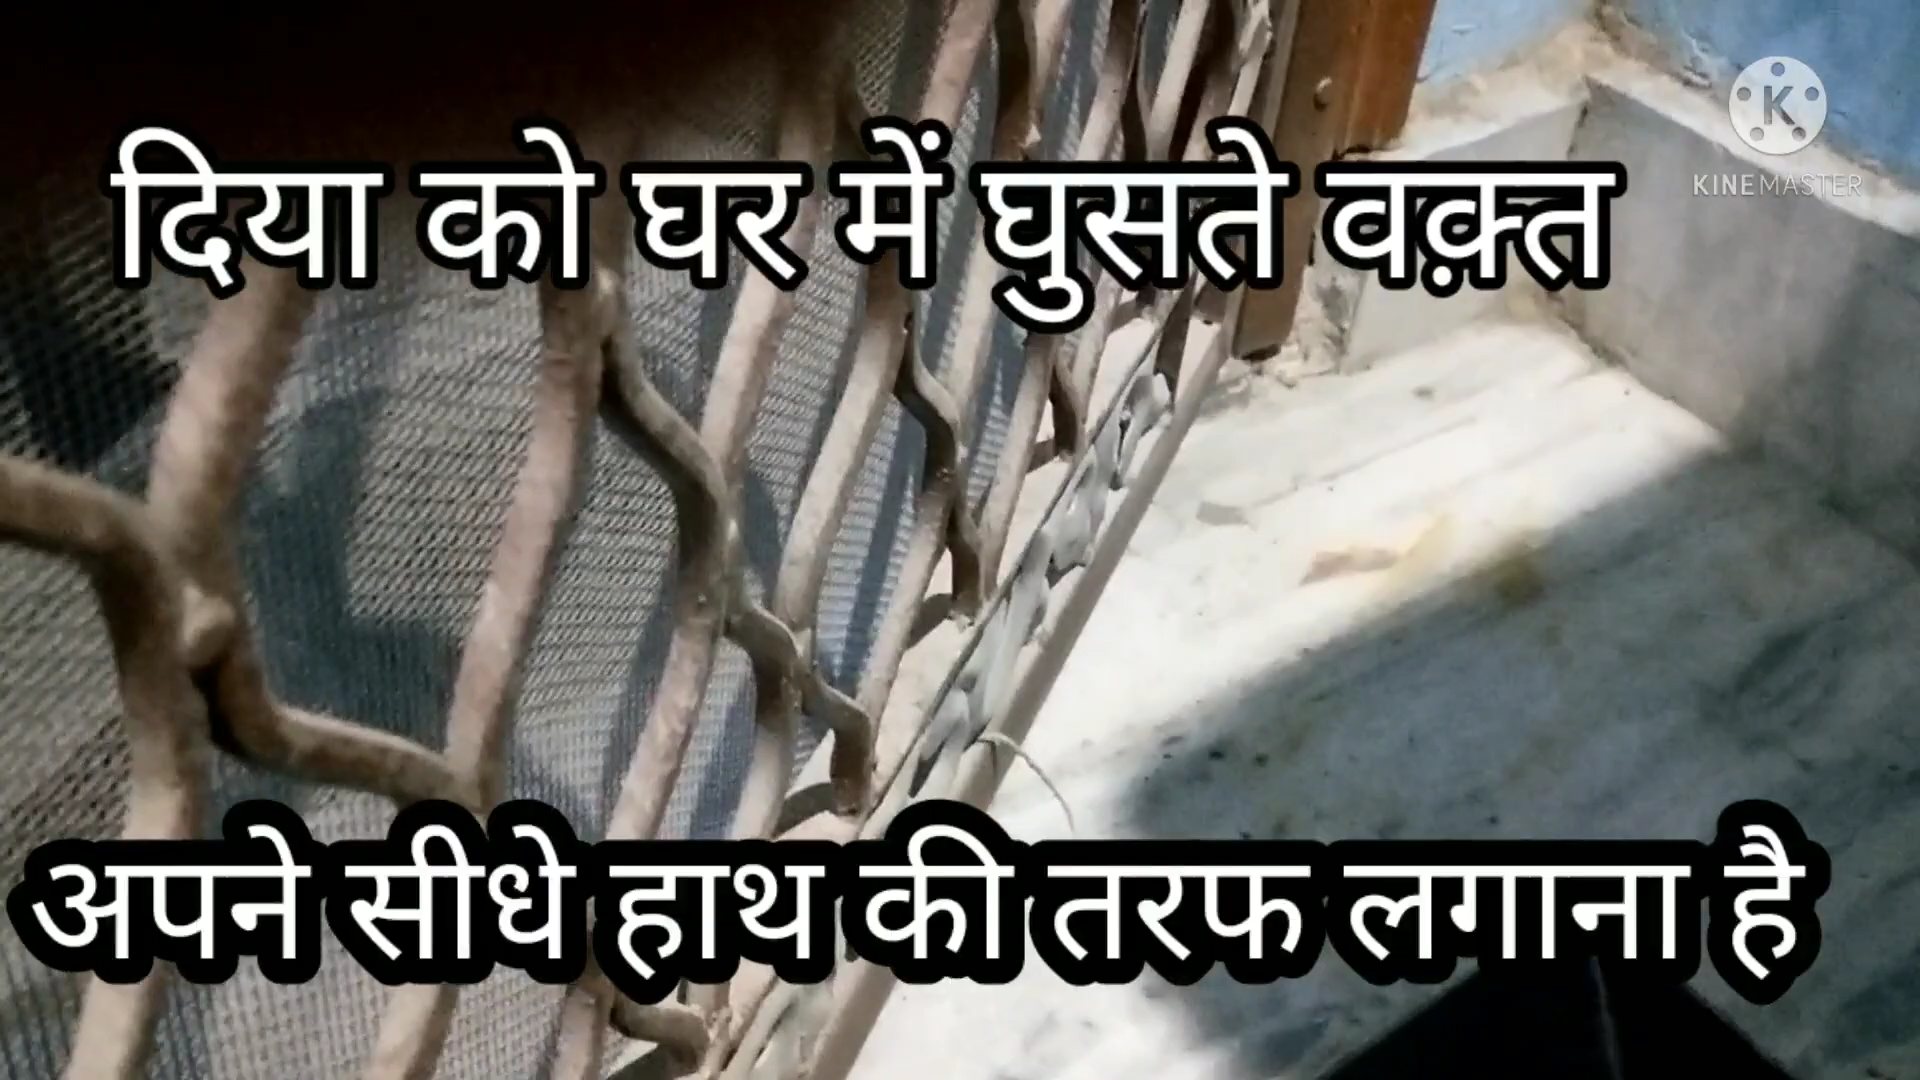 दिया को घर में घुसते वक़्त
KINEMASTER
अपने सीधे हाथ की तरफ लगाना है